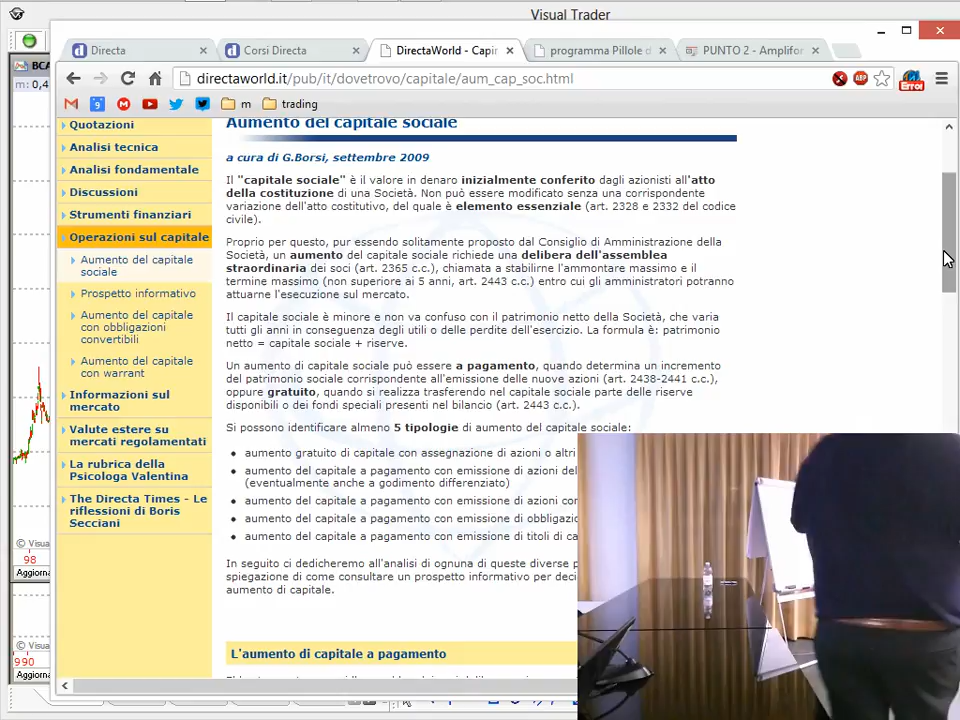 Visual Trader
Directa
Corsi Directa
DirectaWorld - Capir
programma Pillole d
PUNTO 2 - Amplifor
directaworld.it/pub/it/dovetrovo/capitale/aum_cap_soc.html
ABP
Error
9
m
trading
BCA
m: 0,4
Quotazioni
Analisi tecnica
Analisi fondamentale
Discussioni
Strumenti finanziari
Operazioni sul capitale
Aumento del capitale
sociale
Prospetto informativo
Aumento del capitale
con obbligazioni
convertibili
Aumento del capitale
con warrant
Informazioni sul
mercato
Valute estere su
mercati regolamentati
La rubrica della
Psicologa Valentina
The Directa Times - Le
riflessioni di Boris
Secciani
Aumento del capitale sociale
a cura di G.Borsi, settembre 2009
Il "capitale sociale" è il valore in denaro inizialmente conferito dagli azionisti all'atto
della costituzione di una Società. Non può essere modificato senza una corrispondente
variazione dell'atto costitutivo, del quale è elemento essenziale (art. 2328 e 2332 del codice
civile).
Proprio per questo, pur essendo solitamente proposto dal Consiglio di Amministrazione della
Società, un aumento del capitale sociale richiede una delibera dell'assemblea
straordinaria dei soci (art. 2365 c.c.), chiamata a stabilirne l'ammontare massimo e il
termine massimo (non superiore ai 5 anni, art. 2443 c.c.) entro cui gli amministratori potranno
attuarne l'esecuzione sul mercato.
Il capitale sociale è minore e non va confuso con il patrimonio netto della Società, che varia
tutti gli anni in conseguenza degli utili o delle perdite dell'esercizio. La formula è: patrimonio
netto = capitale sociale + riserve.
Un aumento di capitale sociale può essere a pagamento, quando determina un incremento
del patrimonio sociale corrispondente all'emissione delle nuove azioni (art. 2438-2441 c.c.),
oppure gratuito, quando si realizza trasferendo nel capitale sociale parte delle riserve
disponibili o dei fondi speciali presenti nel bilancio (art. 2443 c.c.).
Si possono identificare almeno 5 tipologie di aumento del capitale sociale:
aumento gratuito di capitale con assegnazione di azioni o altri
aumento del capitale a pagamento con emissione di azioni del
(eventualmente anche a godimento differenziato)
aumento del capitale a pagamento con emissione di azioni con
aumento del capitale a pagamento con emissione di obbligazio
aumento del capitale a pagamento con emissione di titoli di ca
In seguito ci dedicheremo all'analisi di ognuna di queste diverse p
spiegazione di come consultare un prospetto informativo per deci
aumento di capitale.
L'aumento di capitale a pagamento
© Visua
98
Aggiorna
© Visua
990
Aggiorna